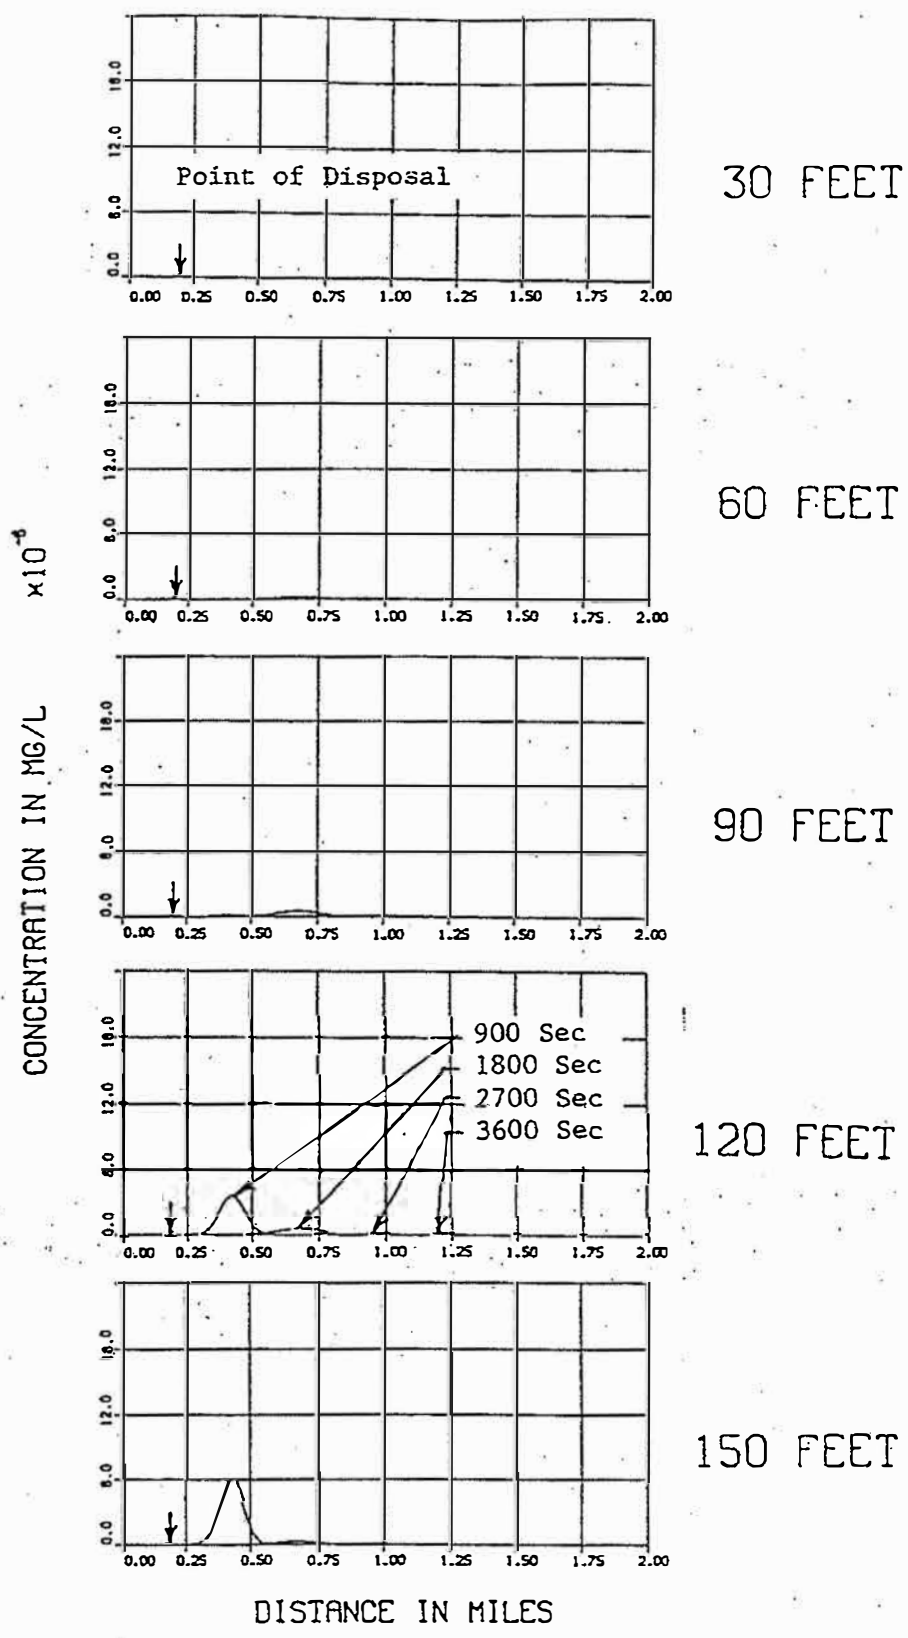 18.0
12.0
6.0
0.0
Point of Disposal
0.00 0.25 0.50 0.75 1.00 1.25 1.50 1.75 2.00
30 FEET
18.0
12.0
6.0
0.0
0.00 0.25 0.50 0.75 1.00 1.25 1.50 1.75 2.00
60 FEET
CONCENTRATION IN MG/L x10
18.0
12.0
6.0
0.0
0.00 0.25 0.50 0.75 1.00 1.25 1.50 1.75 2.00
90 FEET
18.0
12.0
6.0
0.0
900 Sec
1800 Sec
2700 Sec
3600 Sec
0.00 0.25 0.50 0.75 1.00 1.25 1.50 1.75 2.00
120 FEET
18.0
12.0
6.0
0.0
0.00 0.25 0.50 0.75 1.00 1.25 1.50 1.75 2.00
150 FEET
DISTANCE IN MILES